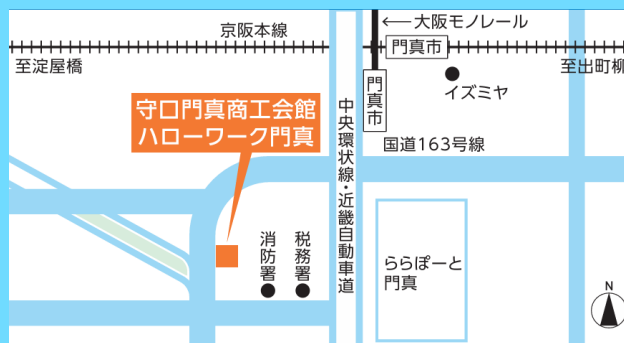 京阪本線
←大阪モノレール
門真市
至淀屋橋
至出町柳
門真市
イズミヤ
守口門真商工会館
ハローワーク門真
国道163号線
中央環状線・近畿自動車道
消防署
税務署
ららぽーと
門真
N